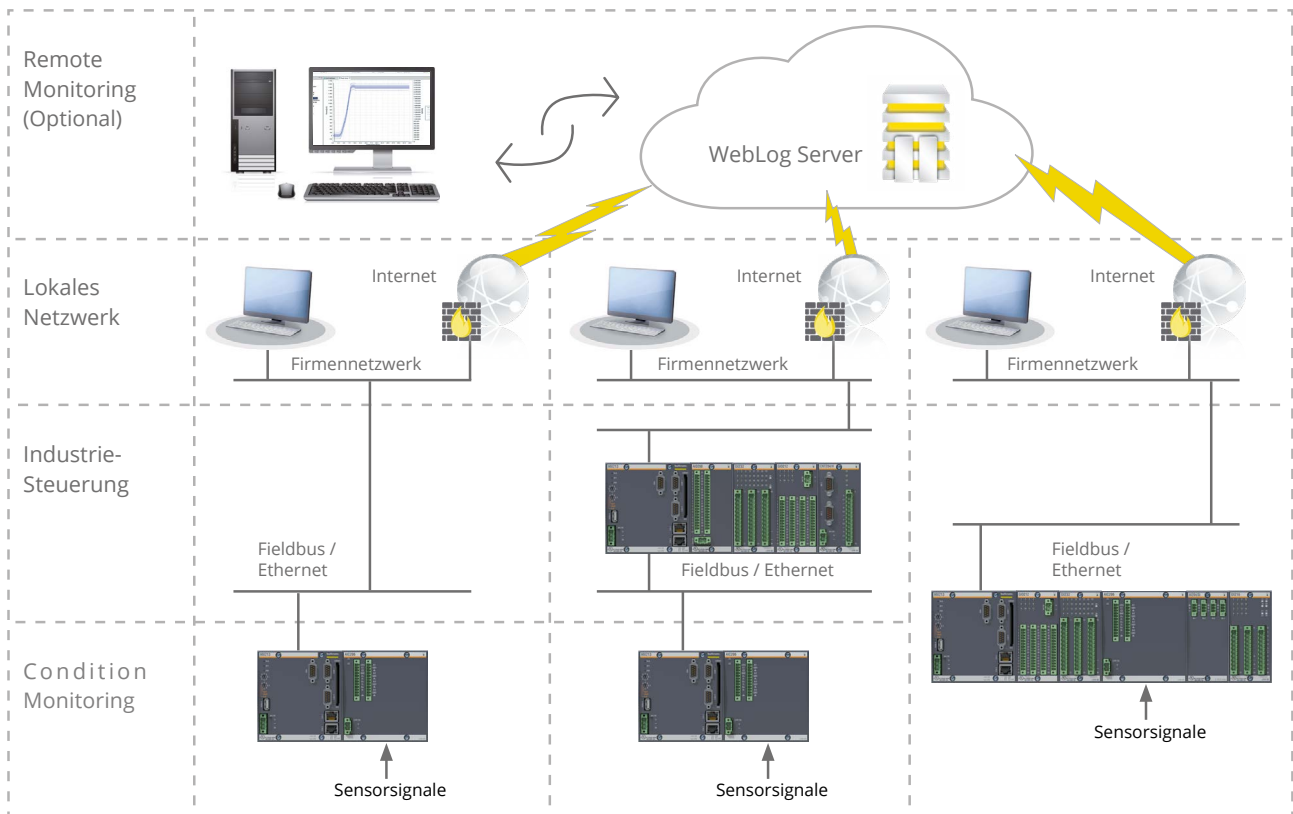 Remote
Monitoring
(Optional)
WebLog Server
Lokales
Netzwerk
Internet
Firmennetzwerk
Internet
Firmennetzwerk
Internet
Firmennetzwerk
Industrie-
Steuerung
Fieldbus /
Ethernet
Fieldbus / Ethernet
Fieldbus /
Ethernet
Condition
Monitoring
Sensorsignale
Sensorsignale
Sensorsignale